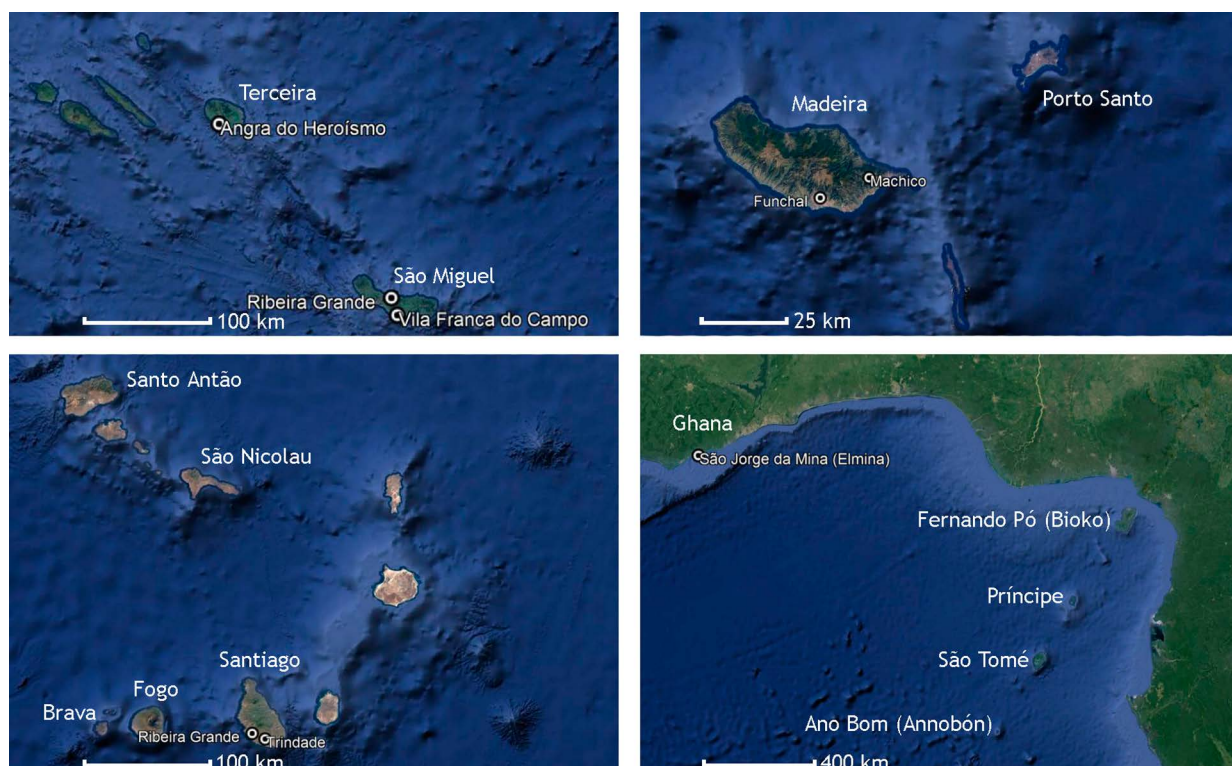 Terceira
Angra do Heroísmo
São Miguel
Ribeira Grande
Vila Franca do Campo
100 km
Madeira
Porto Santo
Machico
Funchal
25 km
Santo Antão
São Nicolau
Santiago
Fogo
Brava
Ribeira Grande
Trindade
100 km
Ghana
São Jorge da Mina (Elmina)
Fernando Pó (Bioko)
Príncipe
São Tomé
Ano Bom (Annobón)
400 km